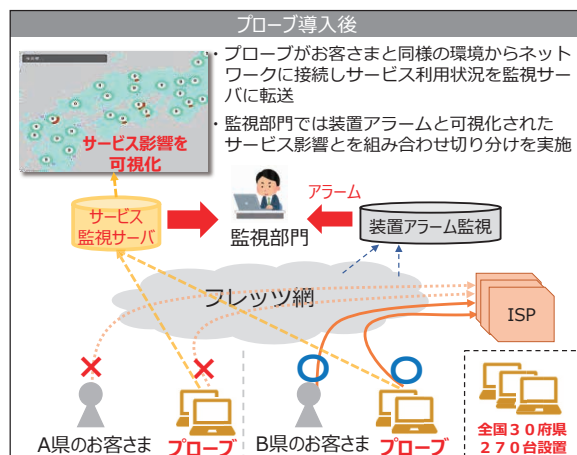 プローブ導入後
・プローブがお客さまと同様の環境からネット
ワークに接続しサービス利用状況を監視サー
バに転送
・監視部門では装置アラームと可視化された
サービス影響とを組み合わせ切り分けを実施
サービス影響を
可視化
サービス
監視サーバ
監視部門
アラーム
装置アラーム監視
フレッツ網
ISP
A県のお客さま
プローブ
B県のお客さま
プローブ
全国30府県
270台設置